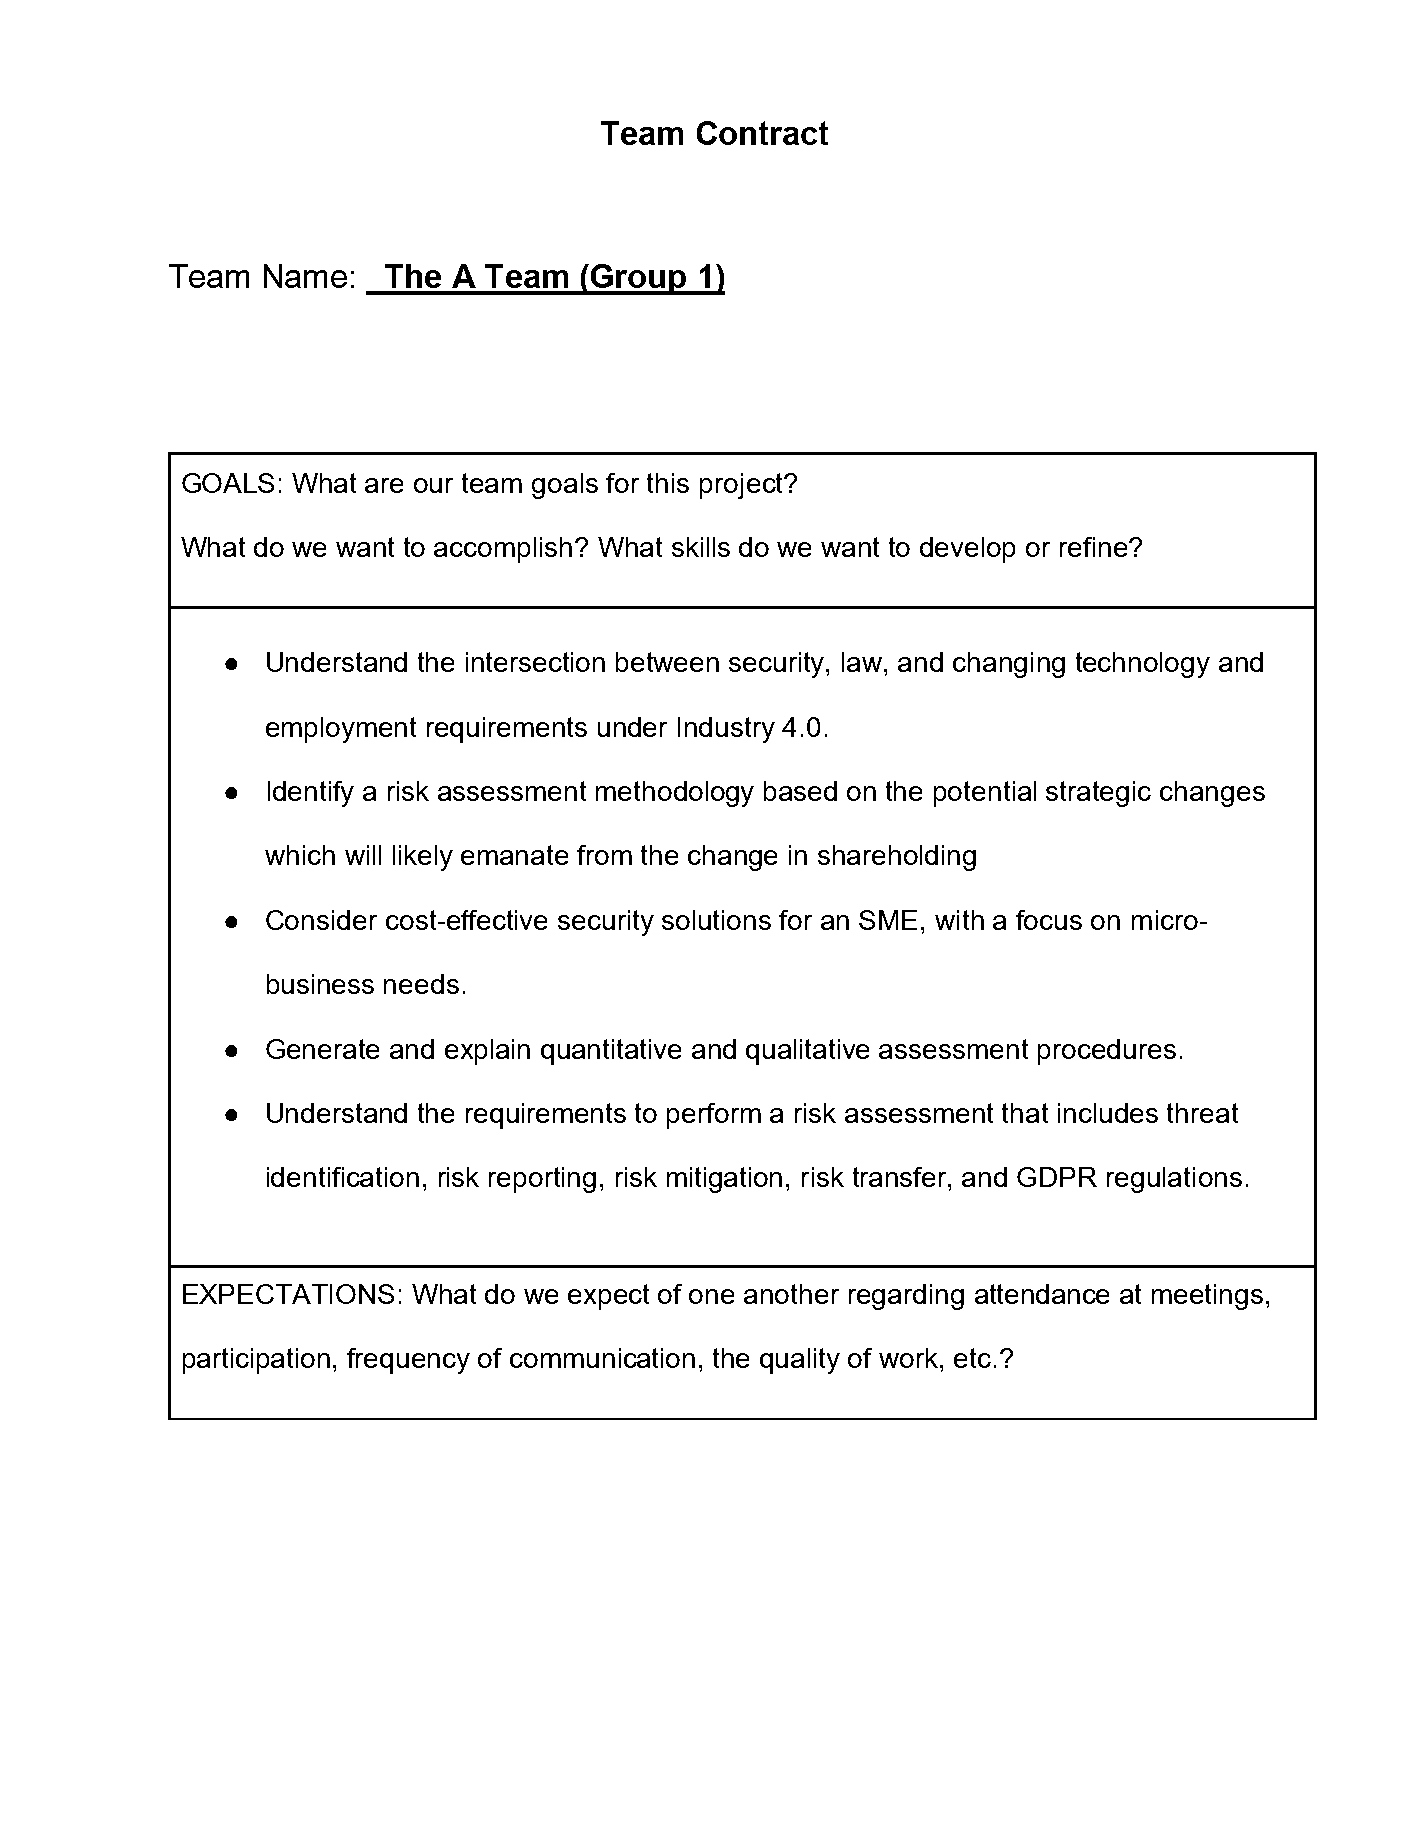 Team Contract
Team Name: The A Team (Group 1)
GOALS: What are our team goals for this project?
What do we want to accomplish? What skills do we want to develop or refine?
● Understand the intersection between security, law, and changing technology and
employment requirements under Industry 4.0.
● Identify a risk assessment methodology based on the potential strategic changes
which will likely emanate from the change in shareholding
● Consider cost-effective security solutions for an SME, with a focus on micro-
business needs.
● Generate and explain quantitative and qualitative assessment procedures.
● Understand the requirements to perform a risk assessment that includes threat
identification, risk reporting, risk mitigation, risk transfer, and GDPR regulations.
EXPECTATIONS: What do we expect of one another regarding attendance at meetings,
participation, frequency of communication, the quality of work, etc.?